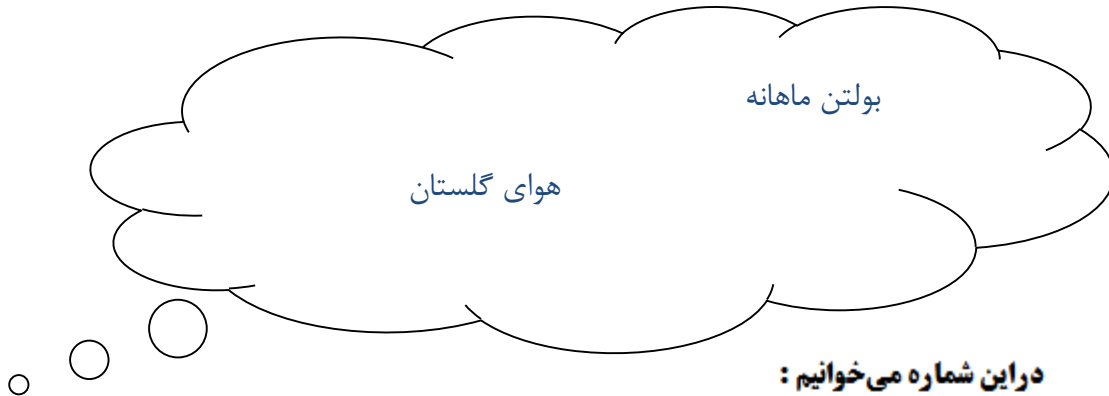 بولتن ماهانه
هوای گلستان
دراین شماره می‌خوانیم :